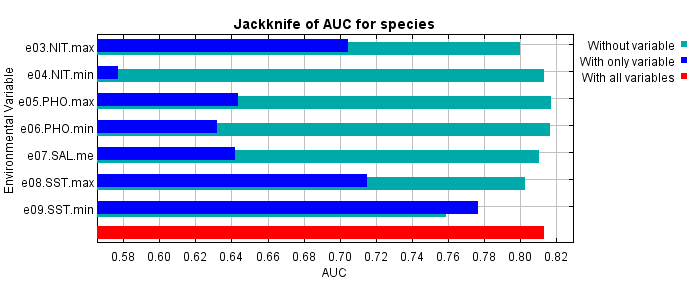 Jackknife of AUC for species
Environmental Variable
e03.NIT.max
e04.NIT.min
e05.PHO.max
e06.PHO.min
e07.SAL.me
e08.SST.max
e09.SST.min
0.58 0.60 0.62 0.64 0.66 0.68 0.70 0.72 0.74 0.76 0.78 0.80 0.82
AUC
Without variable
With only variable
With all variables